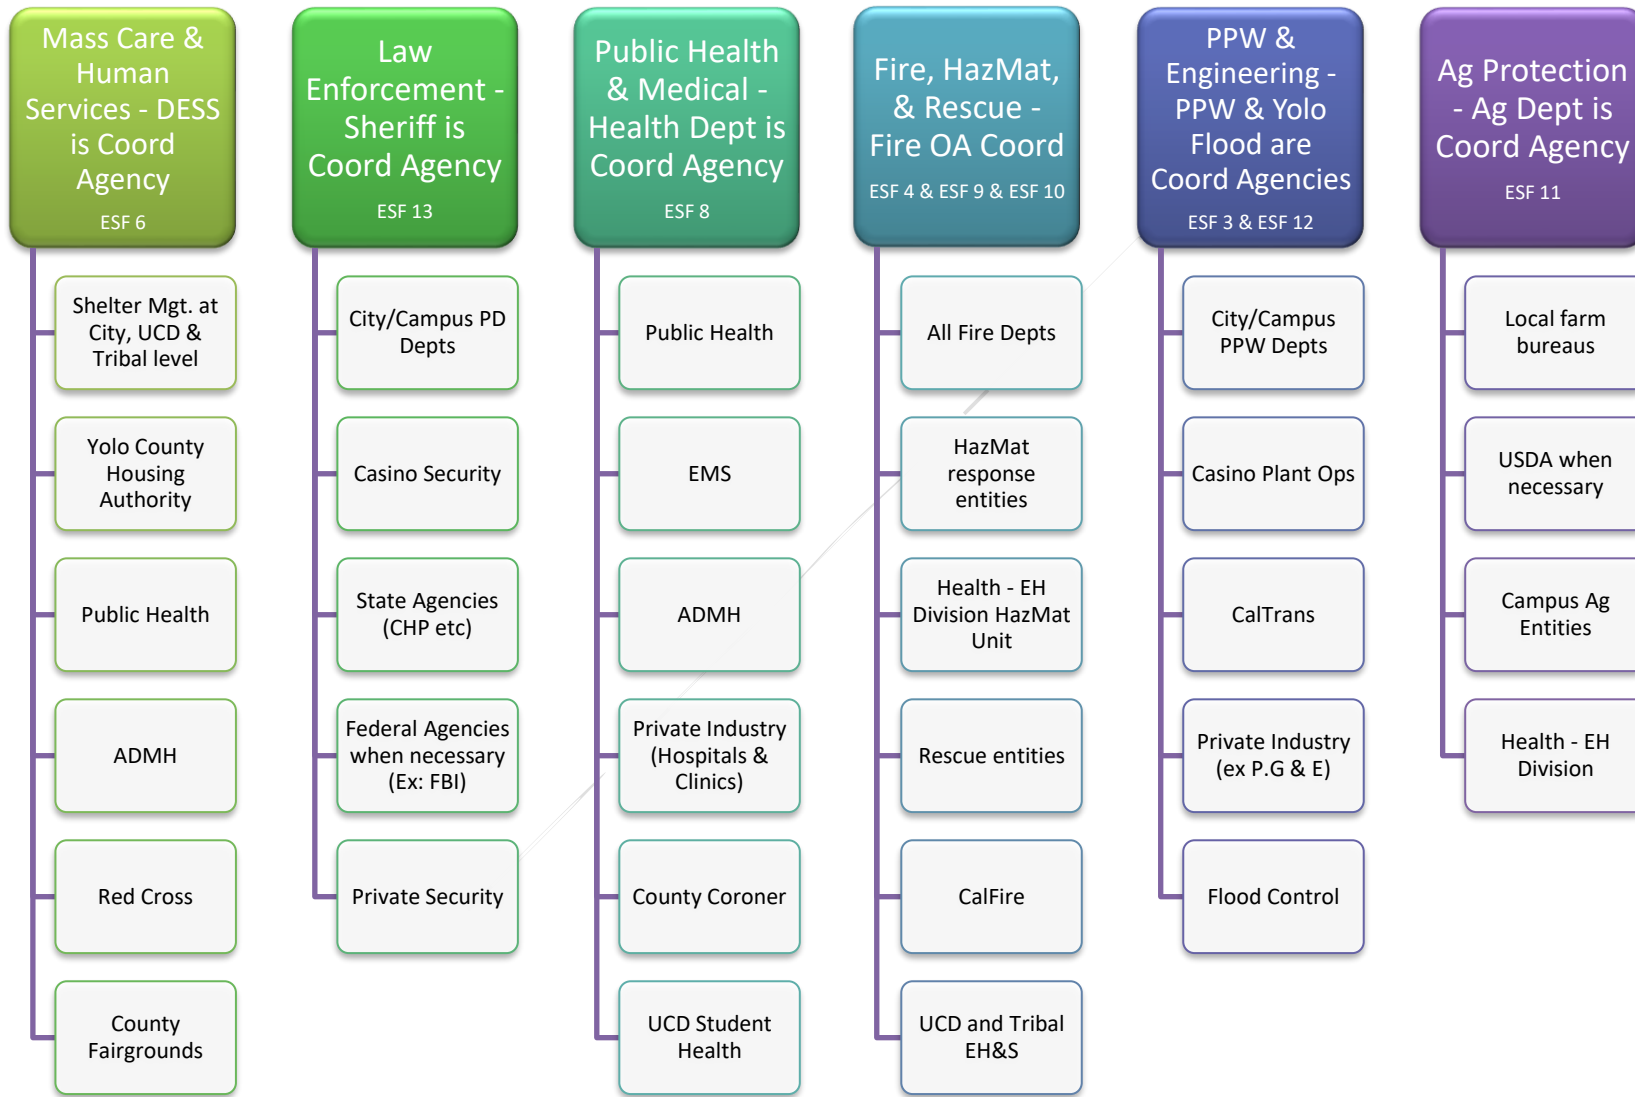 Mass Care &
Human
Services - DESS
is Coord
Agency
ESF 6
Shelter Mgt. at
City, UCD &
Tribal level
Yolo County
Housing
Authority
Public Health
ADMH
Red Cross
County
Fairgrounds
Law
Enforcement -
Sheriff is
Coord Agency
ESF 13
City/Campus PD
Depts
Casino Security
State Agencies
(CHP etc)
Federal Agencies
when necessary
(Ex: FBI)
Private Security
Public Health
& Medical -
Health Dept is
Coord Agency
ESF 8
Public Health
EMS
ADMH
Private Industry
(Hospitals &
Clinics)
County Coroner
UCD Student
Health
Fire, HazMat,
& Rescue -
Fire OA Coord
ESF 4 & ESF 9 & ESF 10
All Fire Depts
HazMat
response
entities
Health - EH
Division HazMat
Unit
Rescue entities
CalFire
UCD and Tribal
EH&S
PPW &
Engineering -
PPW & Yolo
Flood are
Coord Agencies
ESF 3 & ESF 12
City/Campus
PPW Depts
Casino Plant Ops
CalTrans
Private Industry
(ex P.G & E)
Flood Control
Ag Protection
- Ag Dept is
Coord Agency
ESF 11
Local farm
bureaus
USDA when
necessary
Campus Ag
Entities
Health - EH
Division